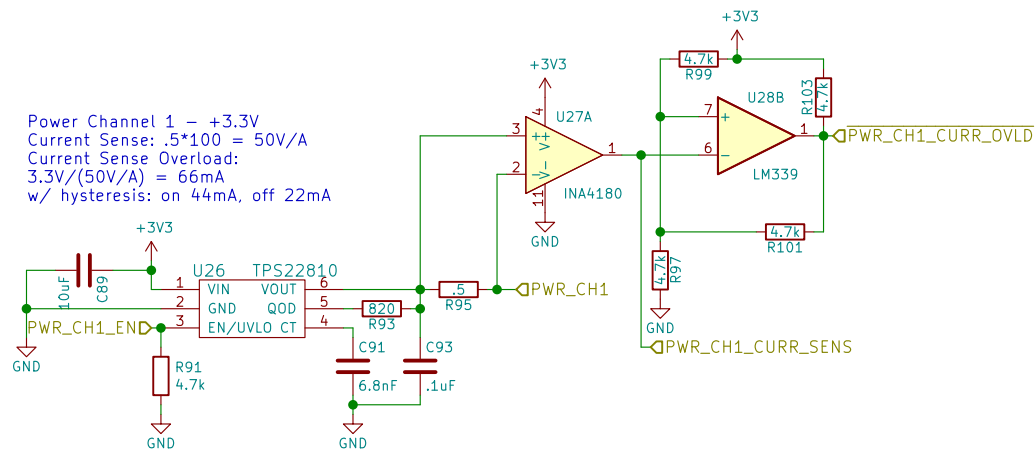 +3V3
4.7k
R99
U28B
R103
4.7k
7
+
6
−
1
LM339
PWR_CH1_CURR_OVLD
4.7k
R101
4.7k
R97
GND
+3V3
U27A
4
3
+
V+
2
−
V-
1
11
INA4180
GND
Power Channel 1 – +3.3V
Current Sense: .5*100 = 50V/A
Current Sense Overload:
3.3V/(50V/A) = 66mA
w/ hysteresis: on 44mA, off 22mA
+3V3
10uF
C89
U26 TPS22810
1 VIN VOUT 6
2 GND QOD 5
3 EN/UVLO CT 4
PWR_CH1_EN
GND
R91
4.7k
GND
.5
R95
PWR_CH1
820
R93
C91
6.8nF
C93
.1uF
GND
PWR_CH1_CURR_SENS